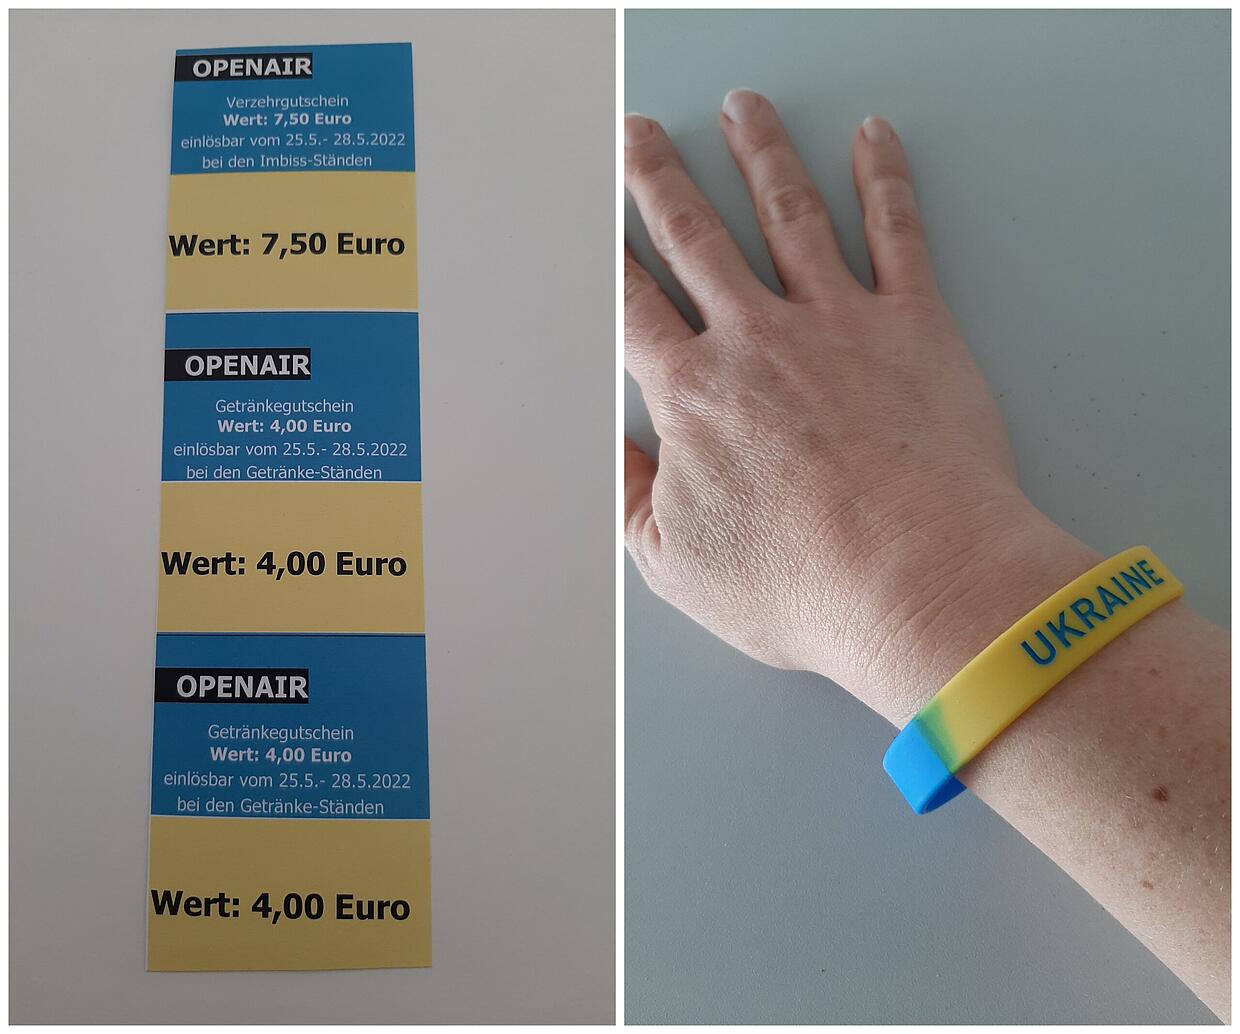 OPENAIR
Verzehrgutschein
Wert: 7,50 Euro
einlösbar vom 25.5.- 28.5.2022
bei den Imbiss-Ständen
Wert: 7,50 Euro
OPENAIR
Getränkegutschein
Wert: 4,00 Euro
einlösbar vom 25.5.- 28.5.2022
bei den Getränke-Ständen
Wert: 4,00 Euro
OPENAIR
Getränkegutschein
Wert: 4,00 Euro
einlösbar vom 25.5.- 28.5.2022
bei den Getränke-Ständen
Wert: 4,00 Euro
UKRAINE